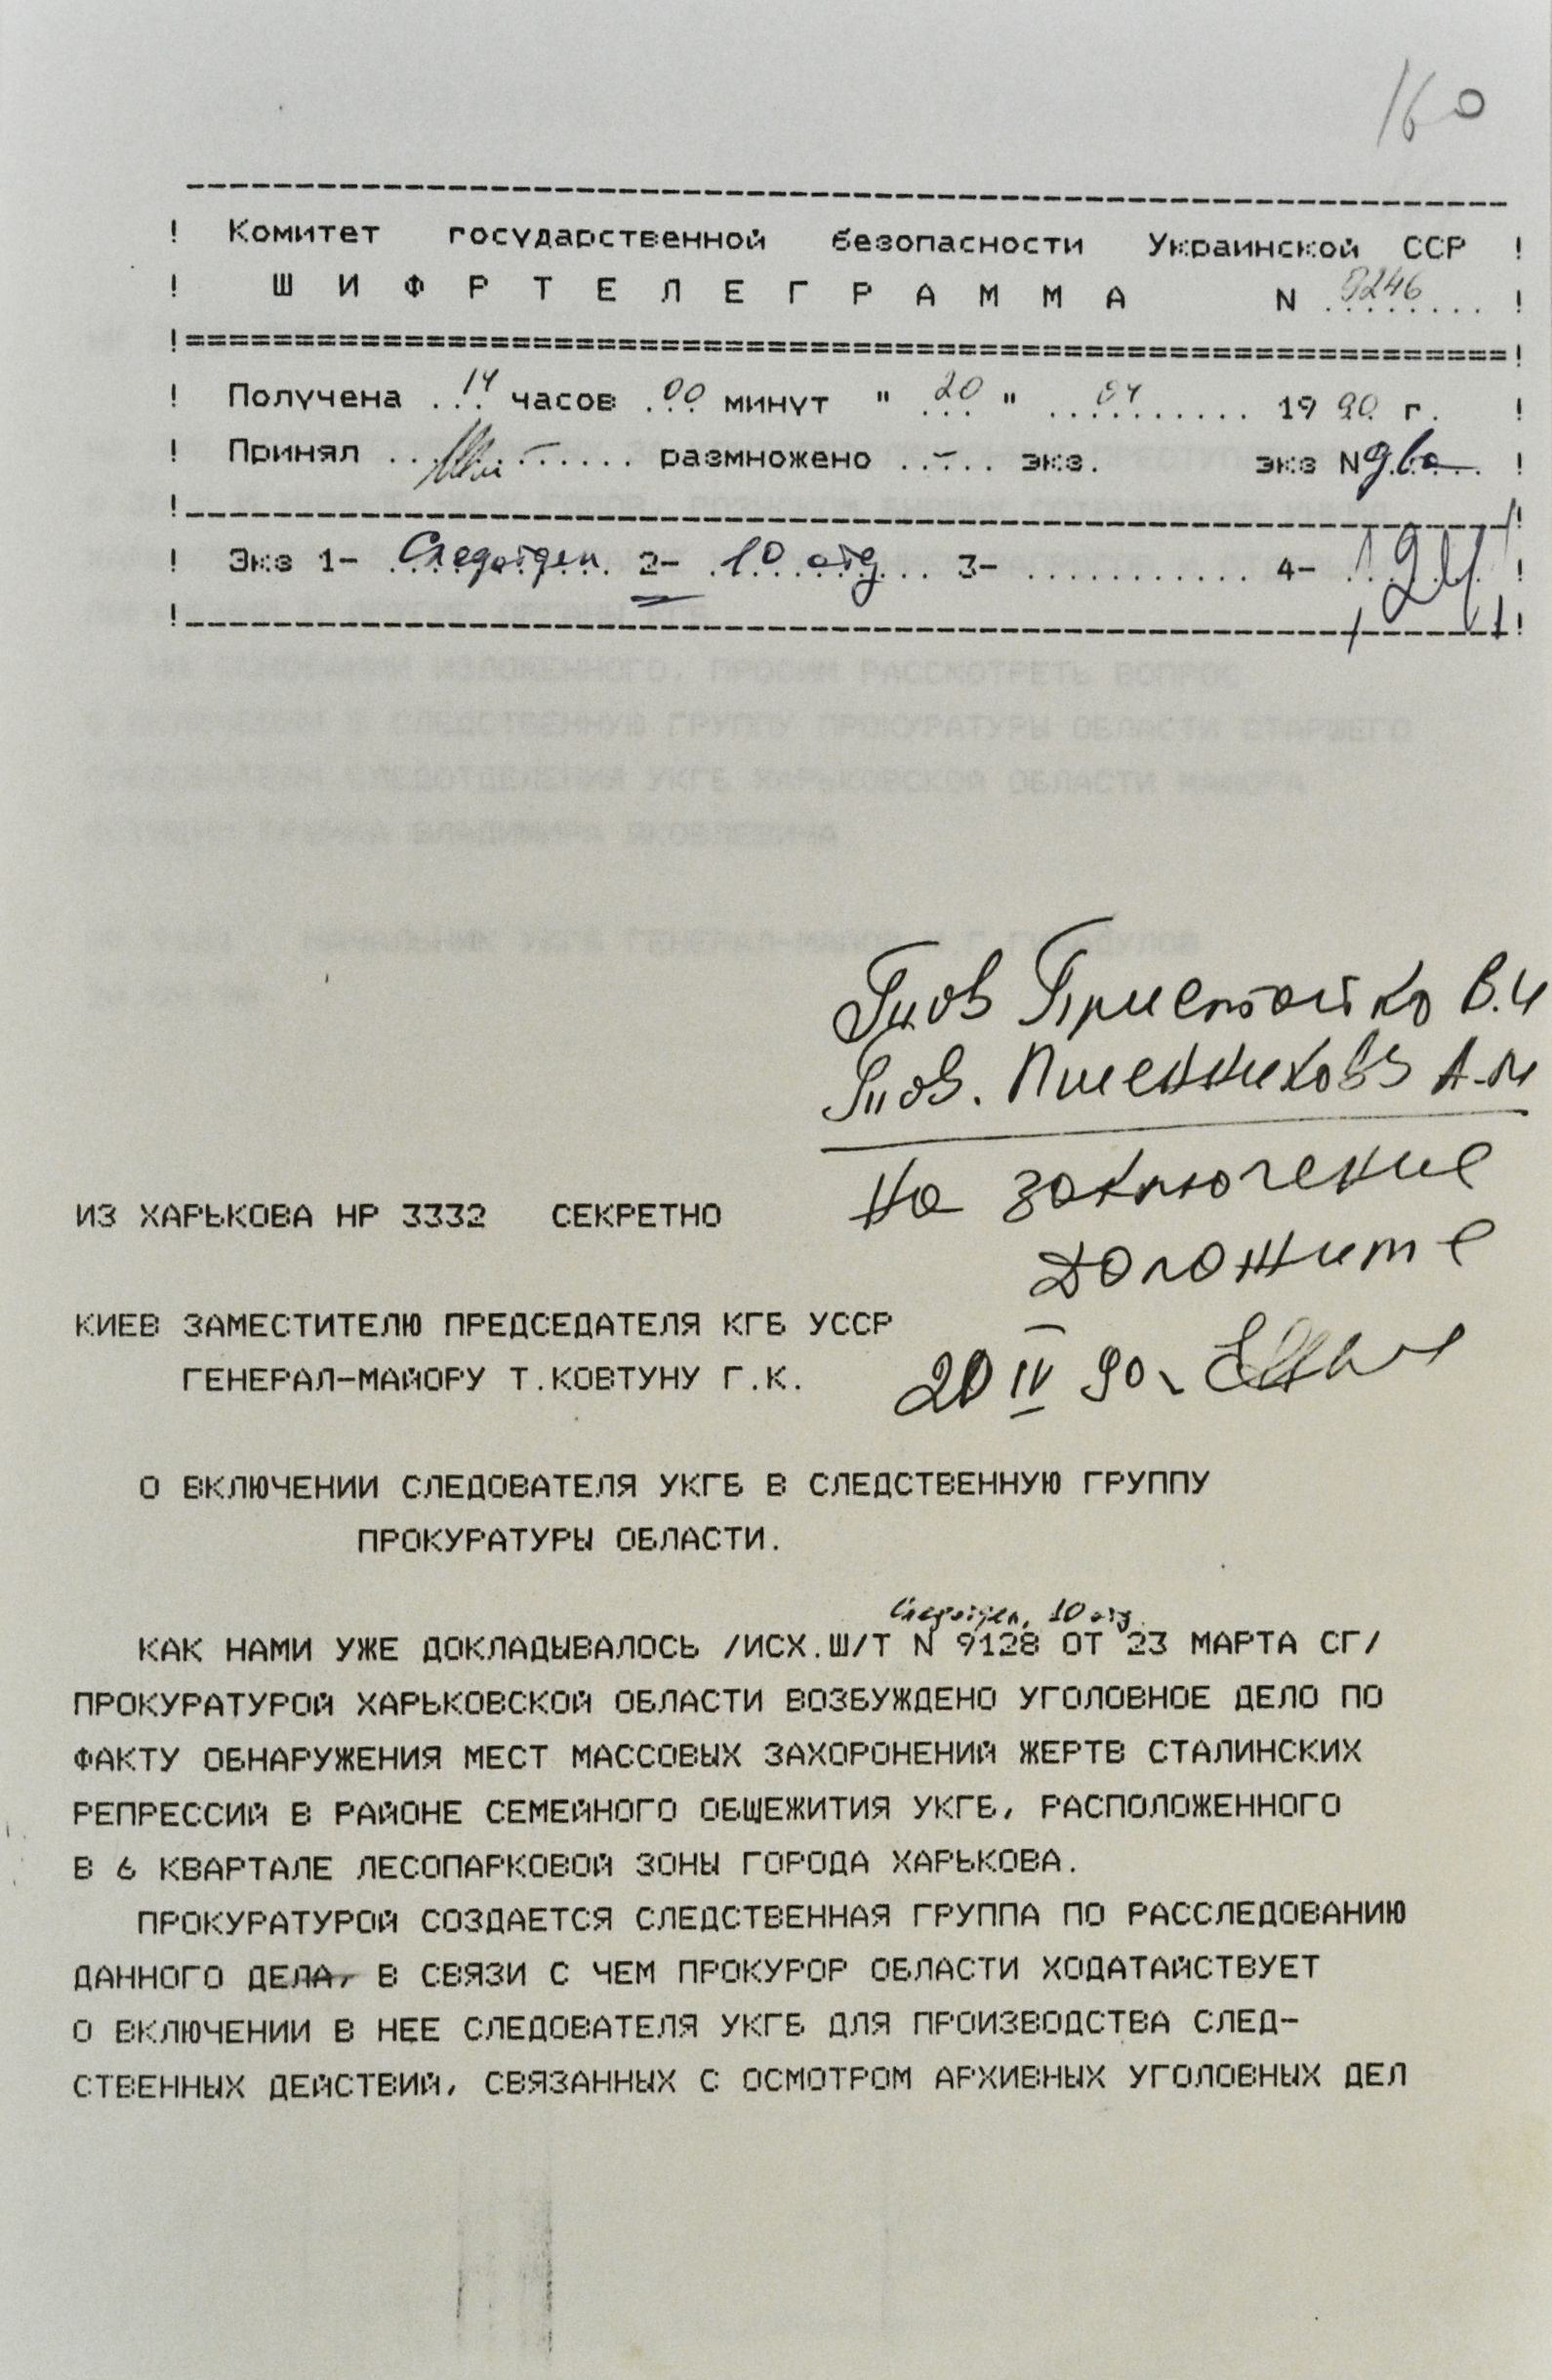 160
Комитет государственной безопасности Украинской ССР
ШИФРТЕЛЕГРАММА N 9246
Получена 14 часов 00 минут "20" 04 1990 г.
Принял размножено - экз. экз N два
Экз 1- Следотдел 2- 10 отд 3- 4-
Тов Пристайко В.И
Тов. Пшенникову А.М
На заключение
доложите
20 IV 90г
ИЗ ХАРЬКОВА НР 3332 СЕКРЕТНО
КИЕВ ЗАМЕСТИТЕЛЮ ПРЕДСЕДАТЕЛЯ КГБ УССР
ГЕНЕРАЛ-МАЙОРУ Т.КОВТУНУ Г.К.
О ВКЛЮЧЕНИИ СЛЕДОВАТЕЛЯ УКГБ В СЛЕДСТВЕННУЮ ГРУППУ
ПРОКУРАТУРЫ ОБЛАСТИ.
Следотдел, 10 отд.
КАК НАМИ УЖЕ ДОКЛАДЫВАЛОСЬ /ИСХ.Ш/Т N 9128 ОТ 23 МАРТА СГ/
ПРОКУРАТУРОЙ ХАРЬКОВСКОЙ ОБЛАСТИ ВОЗБУЖДЕНО УГОЛОВНОЕ ДЕЛО ПО
ФАКТУ ОБНАРУЖЕНИЯ МЕСТ МАССОВЫХ ЗАХОРОНЕНИЙ ЖЕРТВ СТАЛИНСКИХ
РЕПРЕССИЙ В РАЙОНЕ СЕМЕЙНОГО ОБЩЕЖИТИЯ УКГБ, РАСПОЛОЖЕННОГО
В 6 КВАРТАЛЕ ЛЕСОПАРКОВОЙ ЗОНЫ ГОРОДА ХАРЬКОВА.
ПРОКУРАТУРОЙ СОЗДАЕТСЯ СЛЕДСТВЕННАЯ ГРУППА ПО РАССЛЕДОВАНИЮ
ДАННОГО ДЕЛА, В СВЯЗИ С ЧЕМ ПРОКУРОР ОБЛАСТИ ХОДАТАЙСТВУЕТ
О ВКЛЮЧЕНИИ В НЕЕ СЛЕДОВАТЕЛЯ УКГБ ДЛЯ ПРОИЗВОДСТВА СЛЕД-
СТВЕННЫХ ДЕЙСТВИЙ, СВЯЗАННЫХ С ОСМОТРОМ АРХИВНЫХ УГОЛОВНЫХ ДЕЛ